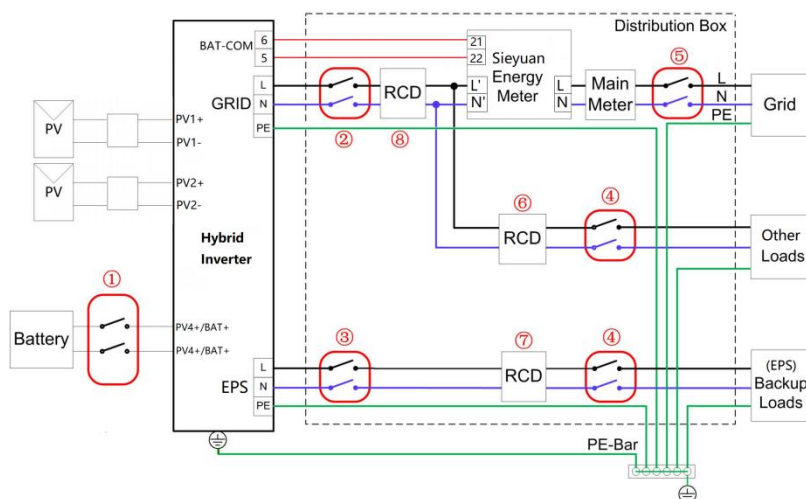 Distribution Box
BAT-COM
6
5
21
22
Sieyuan
Energy
Meter
L
N
PE
GRID
②
RCD
⑧
L'
N'
L
N
Main
Meter
⑤
L
N
PE
Grid
PV
PV1+
PV1-
PV
PV2+
PV2-
Hybrid
Inverter
⑥
RCD
④
Other
Loads
①
Battery
PV4+/BAT+
PV4+/BAT+
③
⑦
RCD
④
L
N
PE
EPS
(EPS)
Backup
Loads
PE-Bar